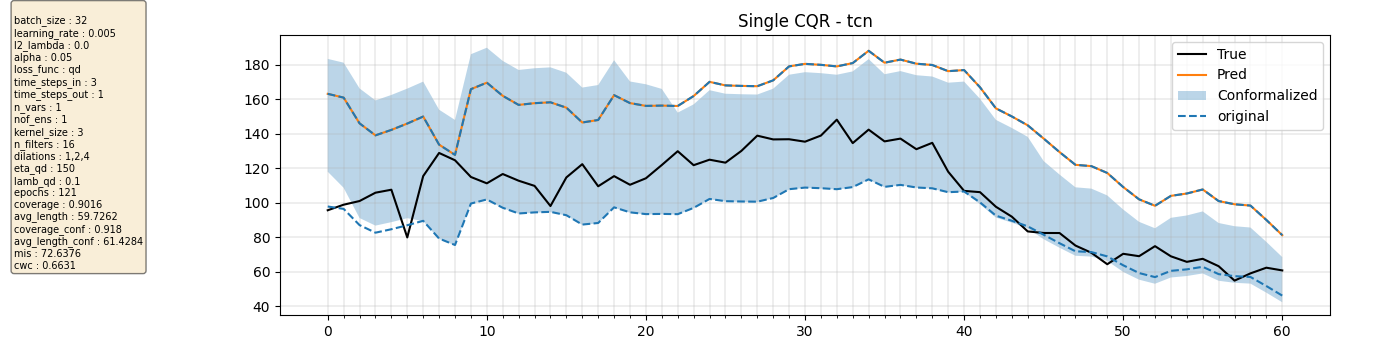 batch_size : 32
learning_rate : 0.005
l2_lambda : 0.0
alpha : 0.05
loss_func : qd
time_steps_in : 3
time_steps_out : 1
n_vars : 1
nof_ens : 1
kernel_size : 3
n_filters : 16
dilations : 1,2,4
eta_qd : 150
lamb_qd : 0.1
epochs : 121
coverage : 0.9016
avg_length : 59.7262
coverage_conf : 0.918
avg_length_conf : 61.4284
mis : 72.6376
cwc : 0.6631
Single CQR - tcn
True
Pred
Conformalized
original
180
160
140
120
100
80
60
40
0 10 20 30 40 50 60